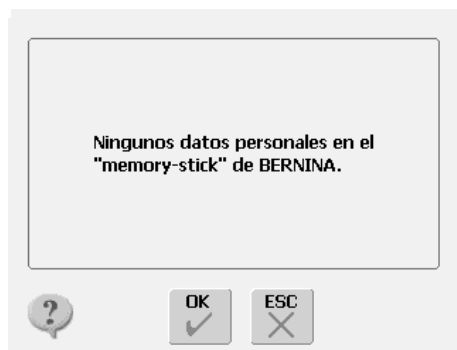 Ningunos datos personales en el
"memory-stick" de BERNINA.
?
OK
ESC